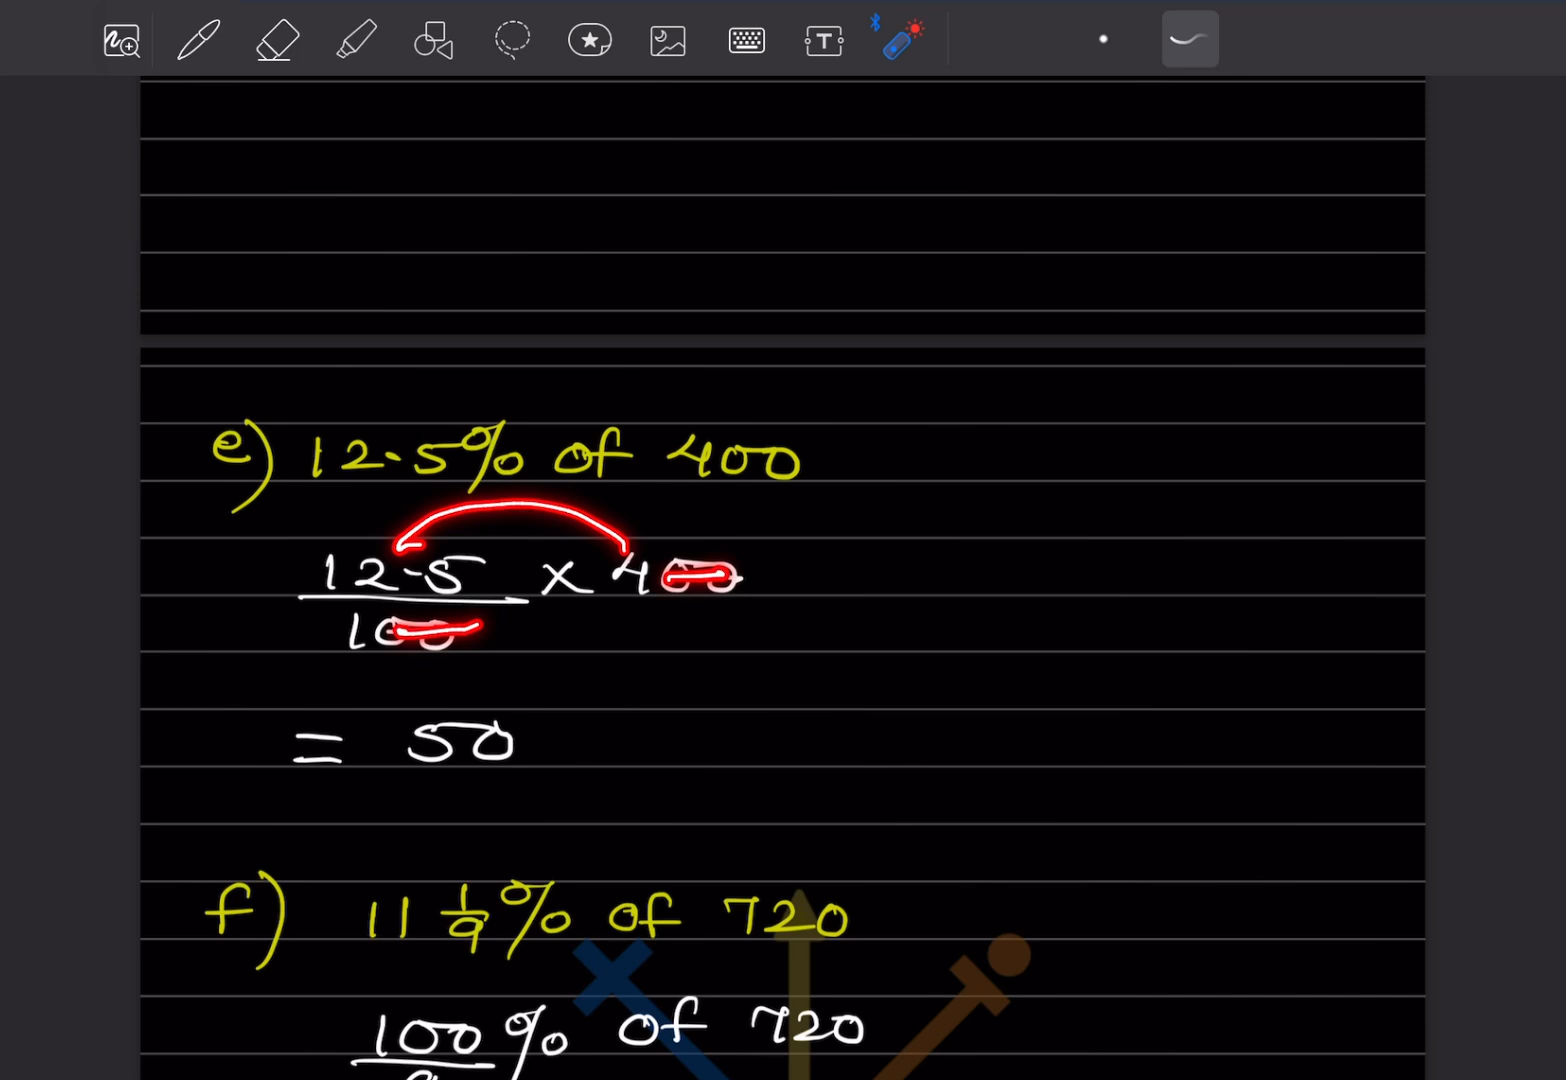 e) 12.5% of 400
12.5 × 400
100
= 50
f) 11 1/9 % of 720
100 % of 720